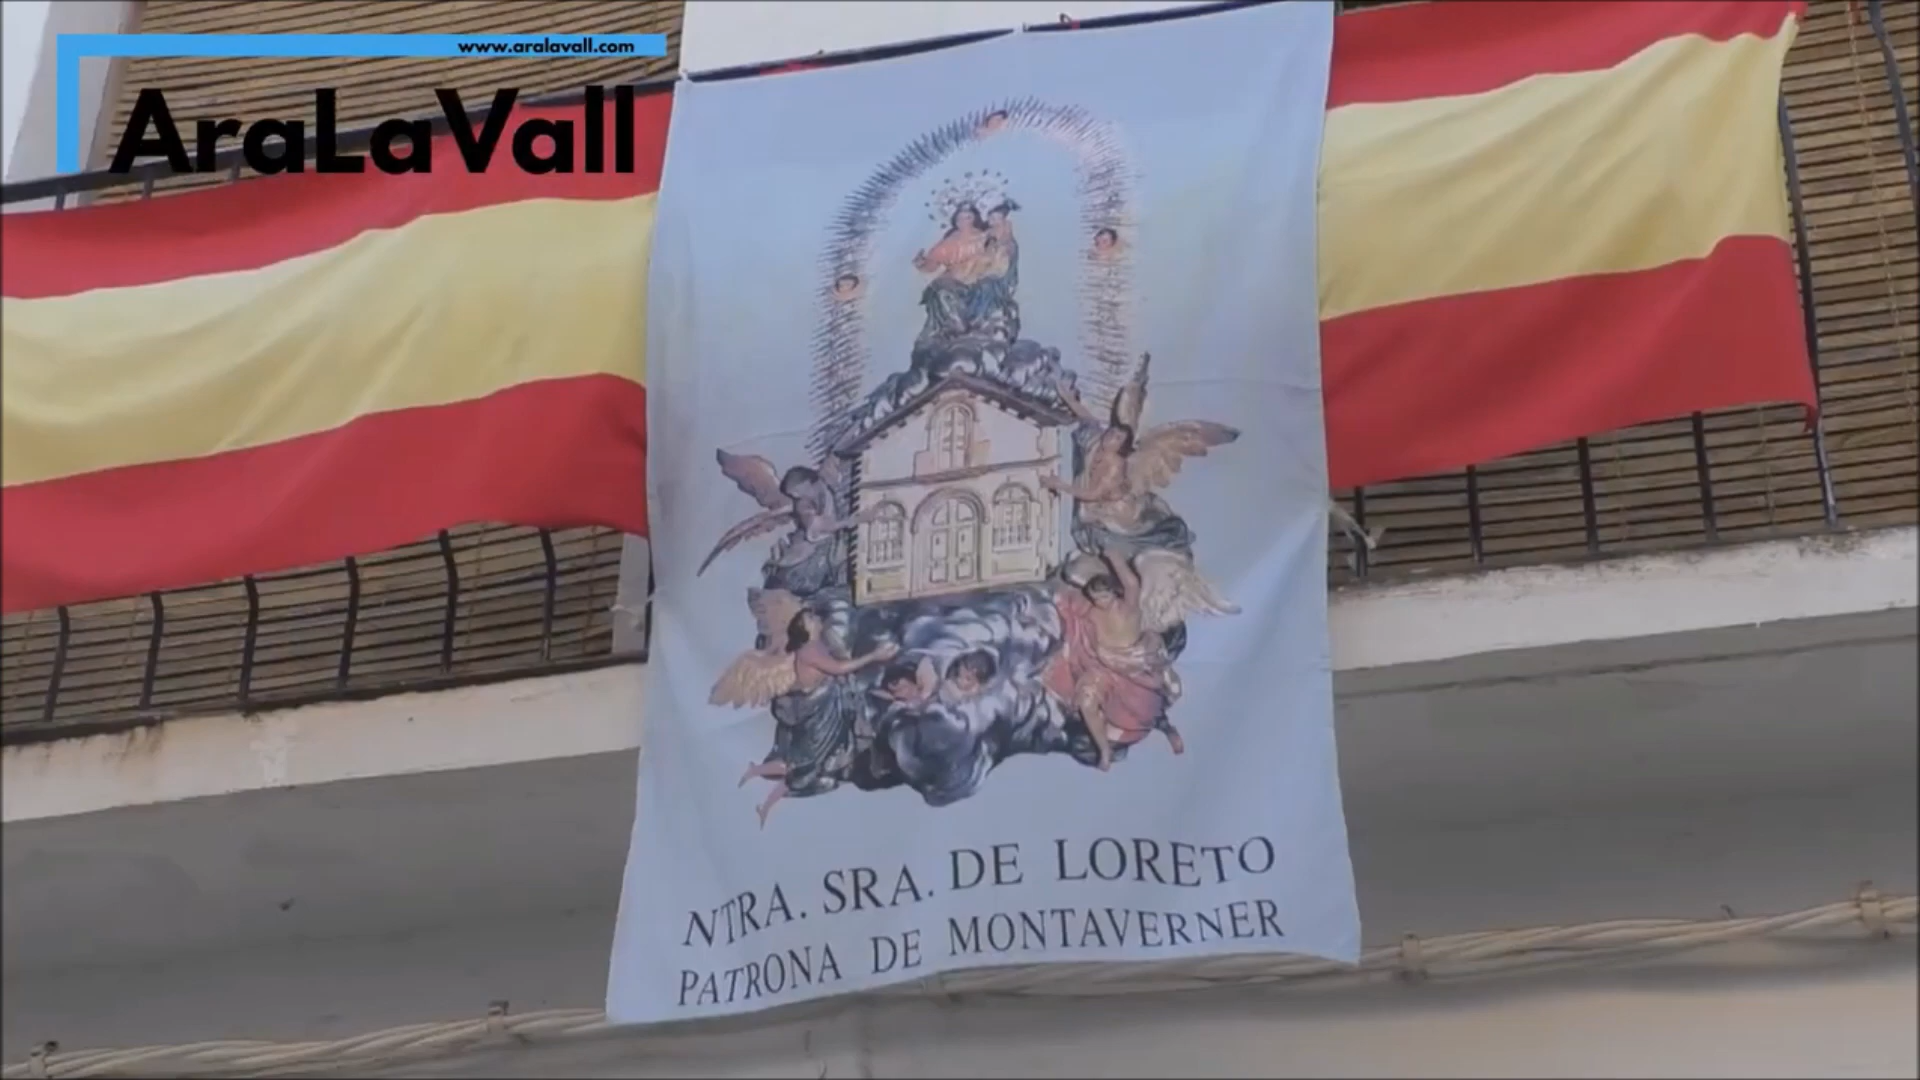 www.aralavall.com
AraLaVall
NTRA. SRA. DE LORETO
PATRONA DE MONTAVERNER